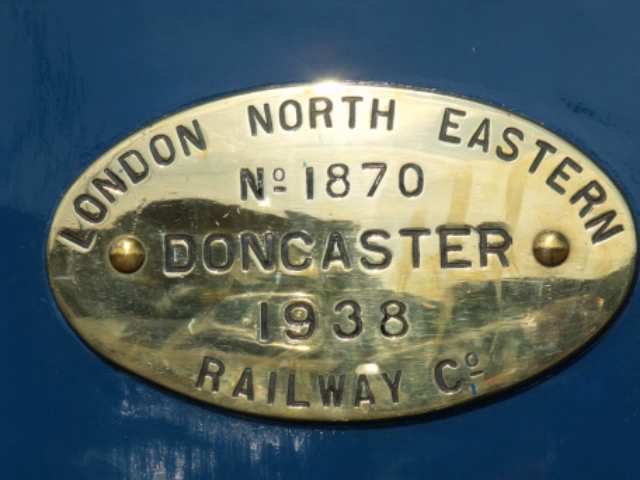 LONDON NORTH EASTERN
Nº 1870
DONCASTER
1938
RAILWAY Cº